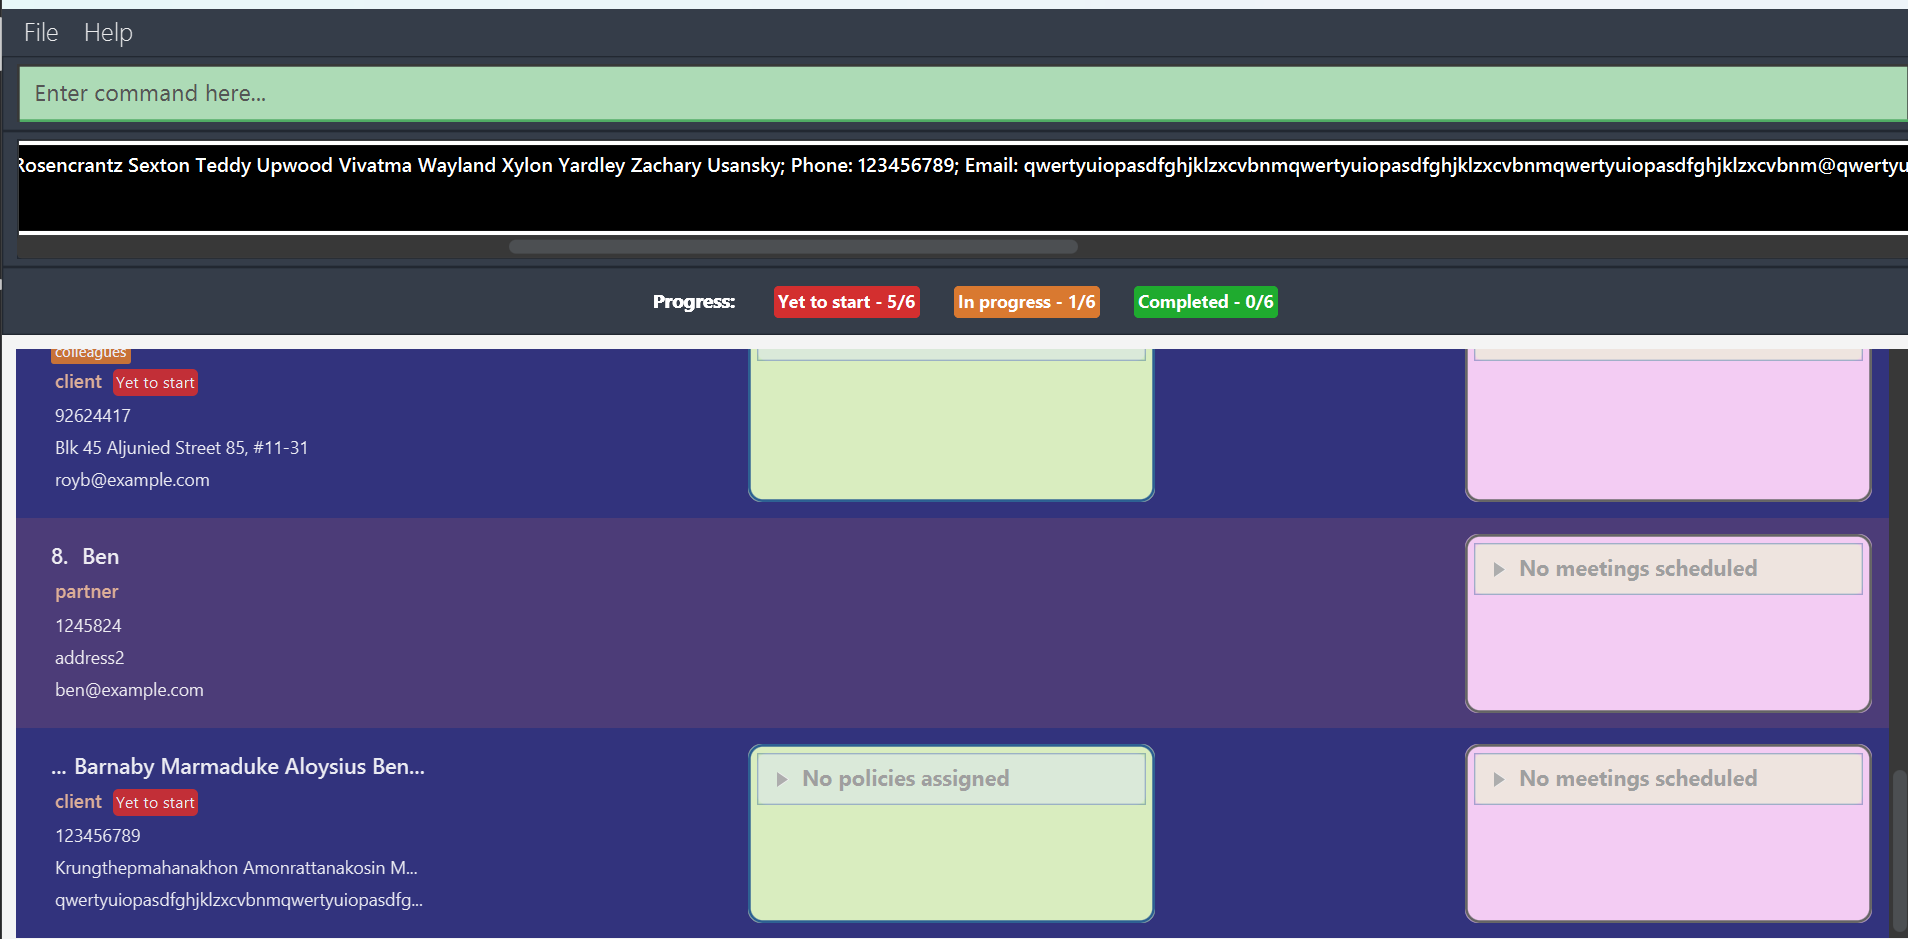 File Help
Enter command here...
Rosencrantz Sexton Teddy Upwood Vivatma Wayland Xylon Yardley Zachary Usansky; Phone: 123456789; Email: qwertyuiopasdfghjklzxcvbnmqwertyuiopasdfghjklzxcvbnmqwertyuiopasdfghjklzxcvbnm@qwertyu
Progress: Yet to start - 5/6 In progress - 1/6 Completed - 0/6
colleagues
client Yet to start
92624417
Blk 45 Aljunied Street 85, #11-31
royb@example.com
8. Ben
No meetings scheduled
partner
1245824
address2
ben@example.com
... Barnaby Marmaduke Aloysius Ben...
No policies assigned
No meetings scheduled
client Yet to start
123456789
Krungthepmahanakhon Amonrattanakosin M...
qwertyuiopasdfghjklzxcvbnmqwertyuiopasdfg...